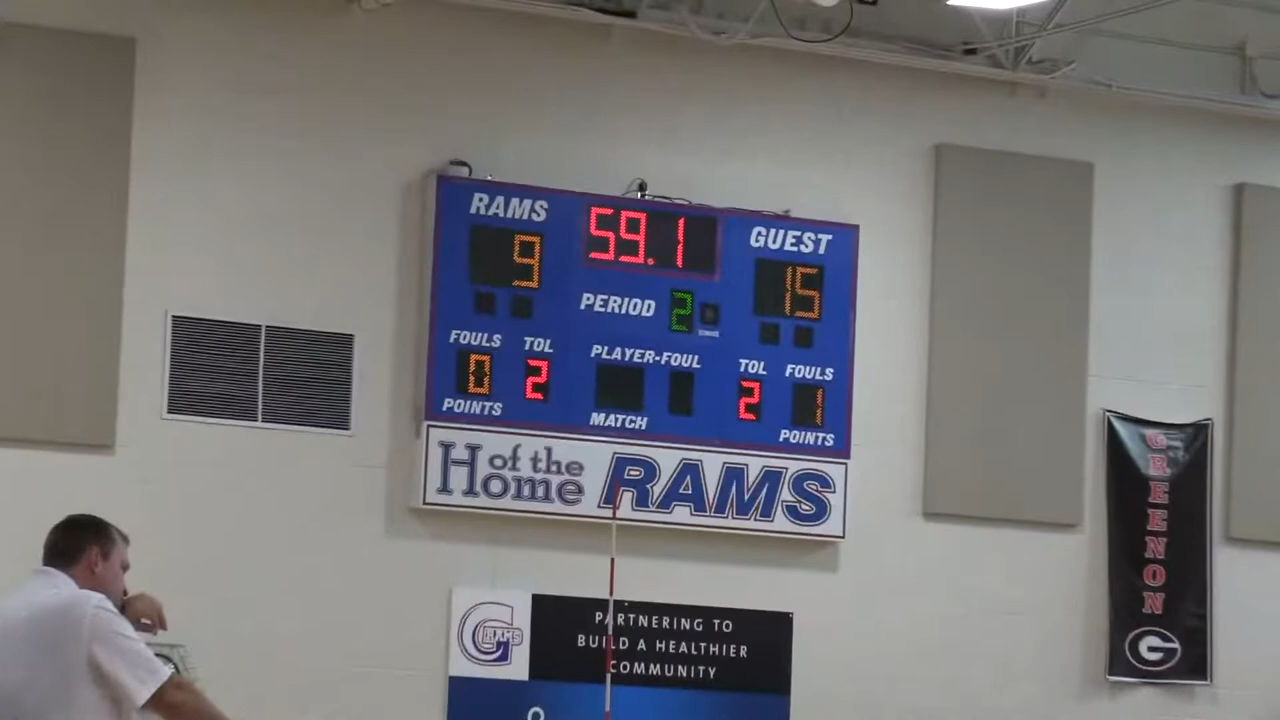 RAMS
59.1
GUEST
9
15
PERIOD 2
FOULS TOL
PLAYER-FOUL
TOL FOULS
0 2
2 1
POINTS
MATCH
POINTS
Home of the RAMS
GREENON
G
G RAMS
PARTNERING TO
BUILD A HEALTHIER
COMMUNITY